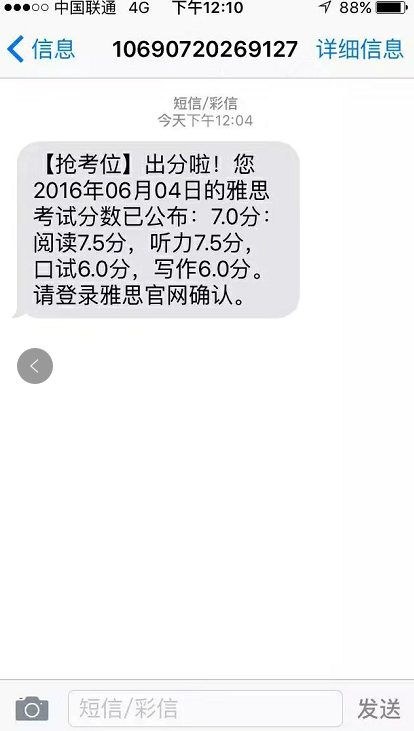 中国联通 4G 下午12:10 88%
信息 10690720269127 详细信息
短信/彩信
今天下午12:04
【抢考位】出分啦！您
2016年06月04日的雅思
考试分数已公布：7.0分：
阅读7.5分，听力7.5分，
口试6.0分，写作6.0分。
请登录雅思官网确认。
短信/彩信 发送